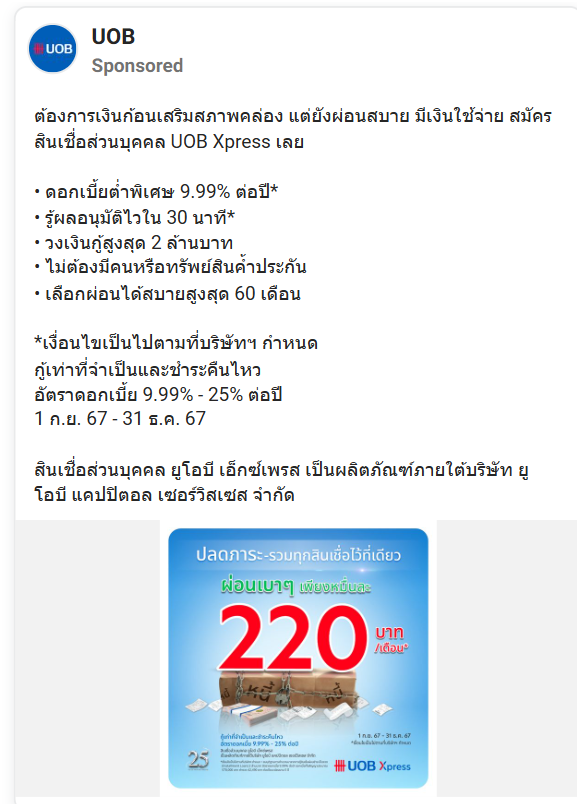 UOB
UOB
Sponsored
ต้องการเงินก้อนเสริมสภาพคล่อง แต่ยังผ่อนสบาย มีเงินใช้จ่าย สมัคร
สินเชื่อส่วนบุคคล UOB Xpress เลย
• ดอกเบี้ยต่ำพิเศษ 9.99% ต่อปี*
• รู้ผลอนุมัติไวใน 30 นาที*
• วงเงินกู้สูงสุด 2 ล้านบาท
• ไม่ต้องมีคนหรือทรัพย์สินค้ำประกัน
• เลือกผ่อนได้สบายสูงสุด 60 เดือน
*เงื่อนไขเป็นไปตามที่บริษัทฯ กำหนด
กู้เท่าที่จำเป็นและชำระคืนไหว
อัตราดอกเบี้ย 9.99% - 25% ต่อปี
1 ก.ย. 67 - 31 ธ.ค. 67
สินเชื่อส่วนบุคคล ยูโอบี เอ็กซ์เพรส เป็นผลิตภัณฑ์ภายใต้บริษัท ยู
โอบี แคปปิตอล เซอร์วิสเซส จำกัด
ปลดภาระ-รวมทุกสินเชื่อไว้ที่เดียว
ผ่อนเบาๆ เพียงหมื่นละ
220 บาท
/เดือน*
หนี้
กู้เท่าที่จำเป็นและชำระคืนไหว
อัตราดอกเบี้ย 9.99% - 25% ต่อปี
1 ก.ย. 67 - 31 ธ.ค. 67
25
UOB Xpress